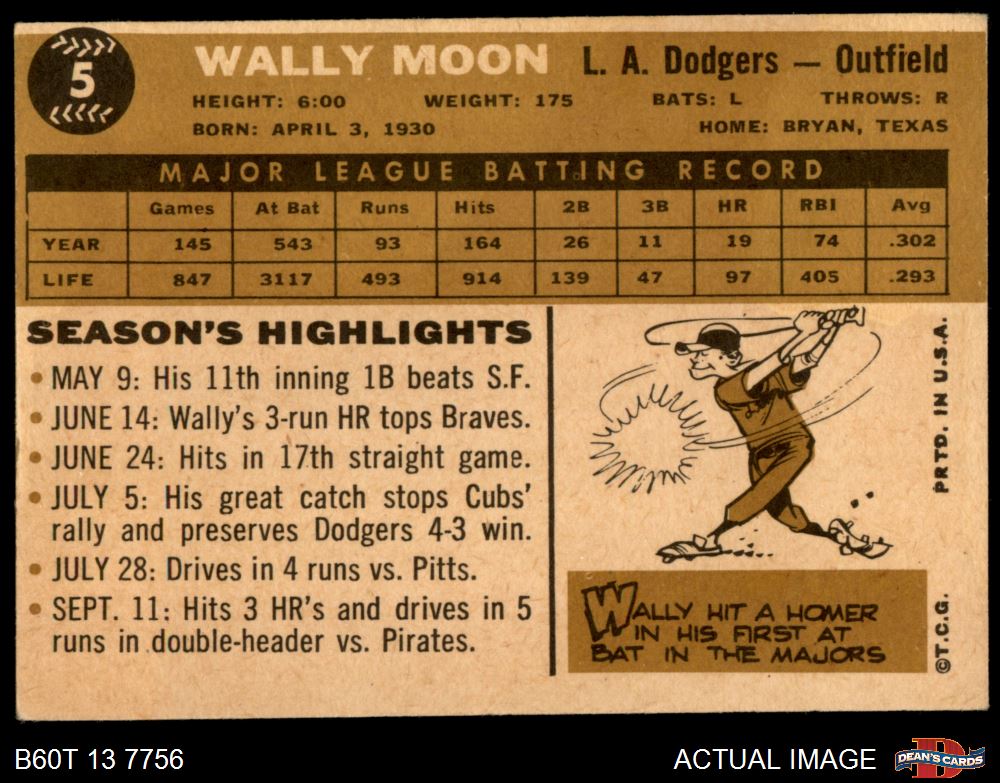 5
WALLY MOON L. A. Dodgers — Outfield
HEIGHT: 6:00 WEIGHT: 175 BATS: L THROWS: R
BORN: APRIL 3, 1930 HOME: BRYAN, TEXAS
MAJOR LEAGUE BATTING RECORD
Games At Bat Runs Hits 2B 3B HR RBI Avg
YEAR 145 543 93 164 26 11 19 74 .302
LIFE 847 3117 493 914 139 47 97 405 .293
SEASON'S HIGHLIGHTS
• MAY 9: His 11th inning 1B beats S.F.
• JUNE 14: Wally's 3-run HR tops Braves.
• JUNE 24: Hits in 17th straight game.
• JULY 5: His great catch stops Cubs'
rally and preserves Dodgers 4-3 win.
• JULY 28: Drives in 4 runs vs. Pitts.
• SEPT. 11: Hits 3 HR's and drives in 5
runs in double-header vs. Pirates.
WALLY HIT A HOMER
IN HIS FIRST AT
BAT IN THE MAJORS
©T.C.G. PRTD. IN U.S.A.
B60T 13 7756 ACTUAL IMAGE
D
DEAN'S CARDS